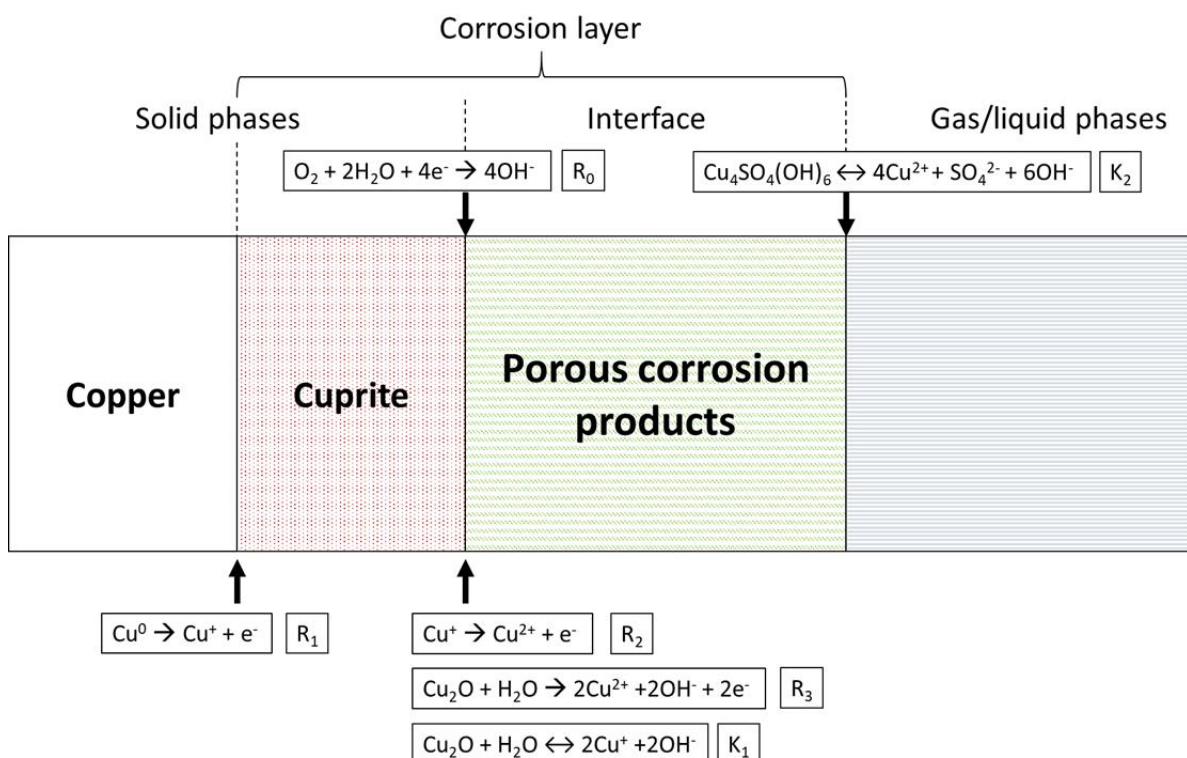 Corrosion layer
Solid phases Interface Gas/liquid phases
O₂ + 2H₂O + 4e⁻ → 4OH⁻ R₀ Cu₄SO₄(OH)₆ ↔ 4Cu²⁺ + SO₄²⁻ + 6OH⁻ K₂
Copper Cuprite Porous corrosion
products
Cu⁰ → Cu⁺ + e⁻ R₁ Cu⁺ → Cu²⁺ + e⁻ R₂
Cu₂O + H₂O → 2Cu²⁺ +2OH⁻ + 2e⁻ R₃
Cu₂O + H₂O ↔ 2Cu⁺ +2OH⁻ K₁